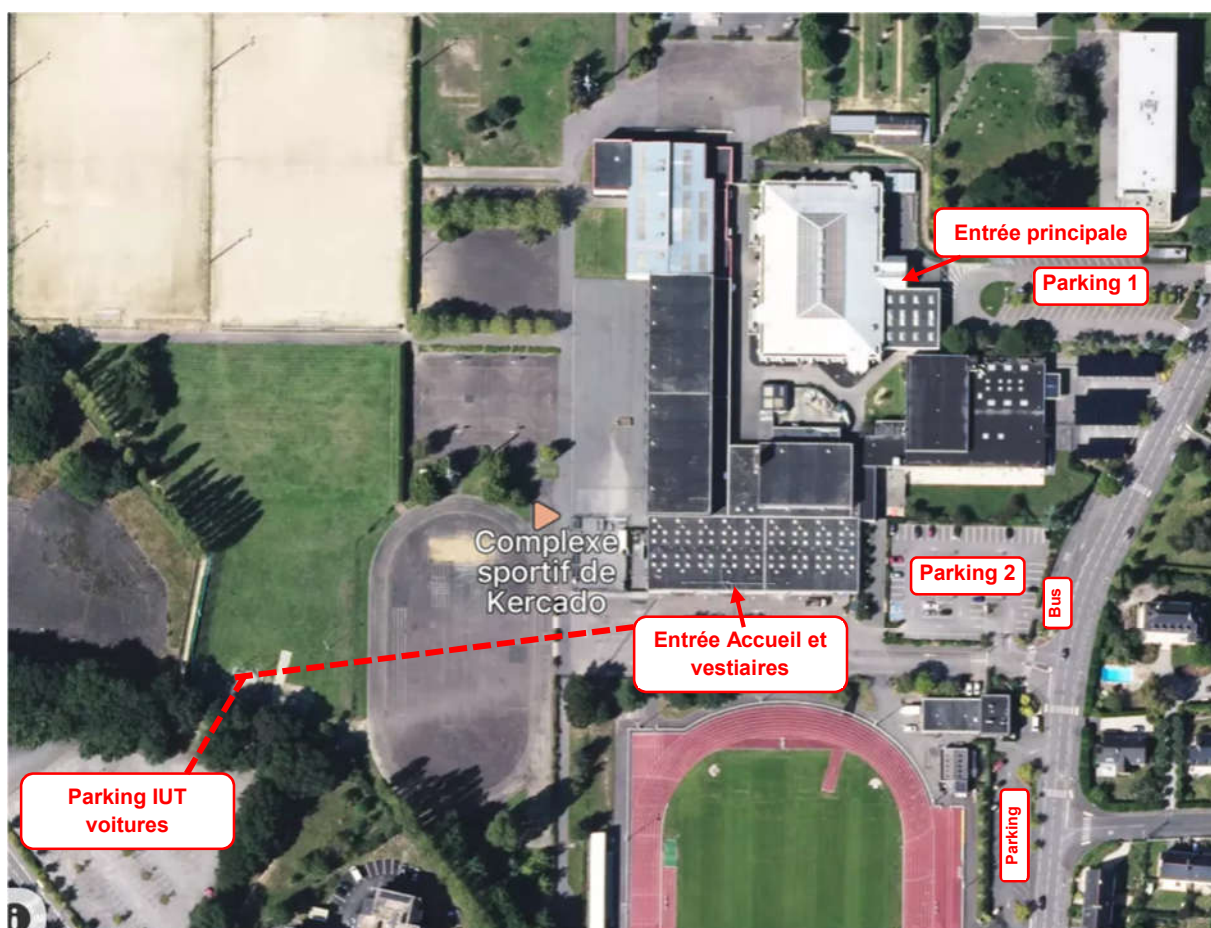 Entrée principale
Parking 1
Complexe
sportif de
Kercado
Parking 2
Bus
Entrée Accueil et
vestiaires
Parking IUT
voitures
Parking